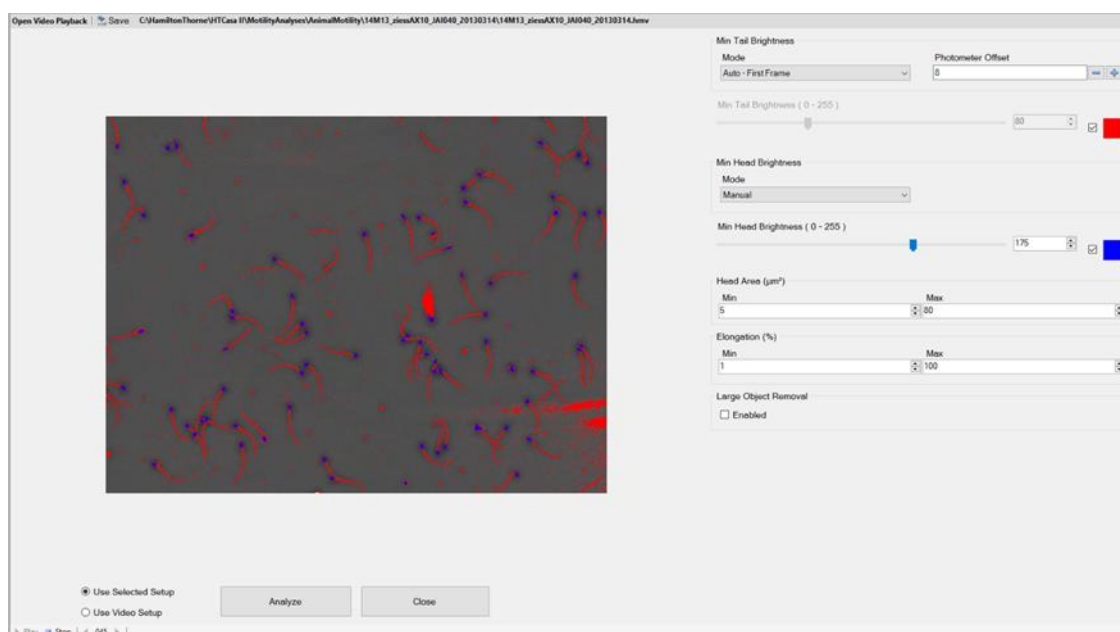 Open Video Playback Save C:\HamiltonThorne\HTCasa II\MotilityAnalyses\AnimalMotility\14M13_ziessAX10_JAI040_20130314\14M13_ziessAX10_JAI040_20130314.hmv
Min Tail Brightness
Mode Photometer Offset
Auto - First Frame 8
Min Tail Brightness ( 0 - 255 )
80
Min Head Brightness
Mode
Manual
Min Head Brightness ( 0 - 255 )
175
Head Area (µm²)
Min Max
5 80
Elongation (%)
Min Max
1 100
Large Object Removal
Enabled
Use Selected Setup
Use Video Setup
Analyze Close
Play Stop 045